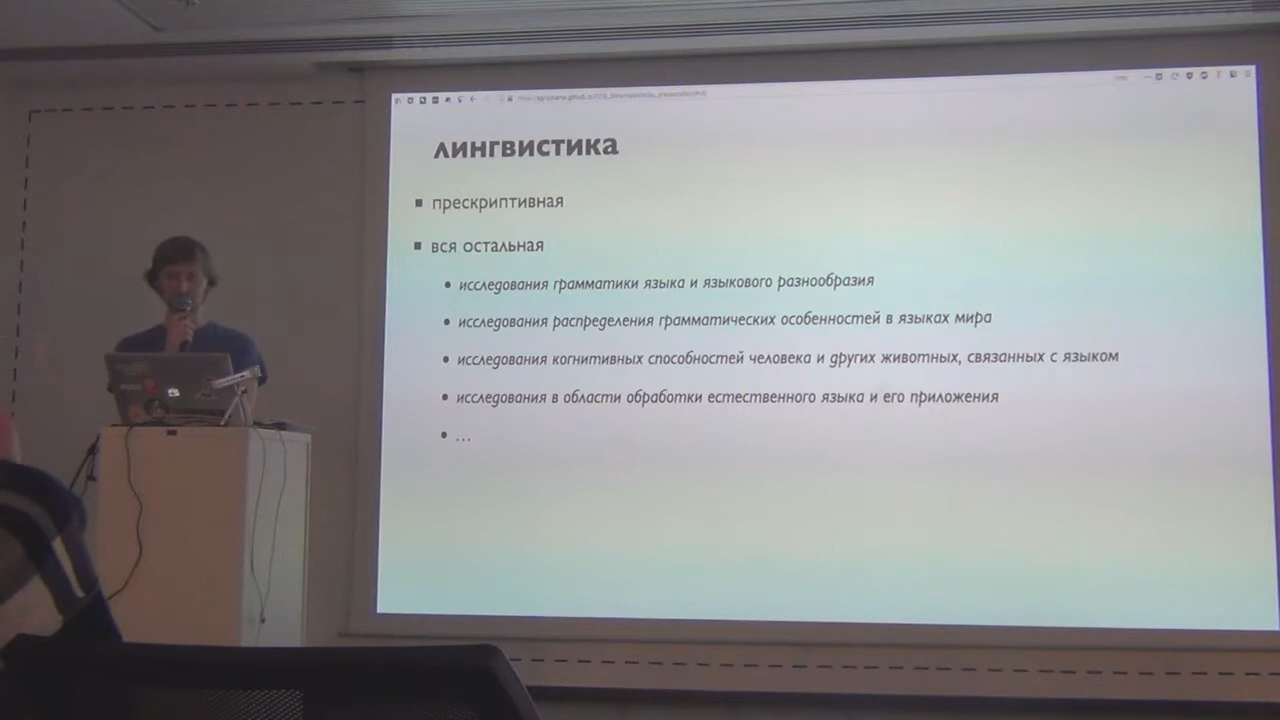 лингвистика
прескриптивная
вся остальная
исследования грамматики языка и языкового разнообразия
исследования распределения грамматических особенностей в языках мира
исследования когнитивных способностей человека и других животных, связанных с языком
исследования в области обработки естественного языка и его приложения
...